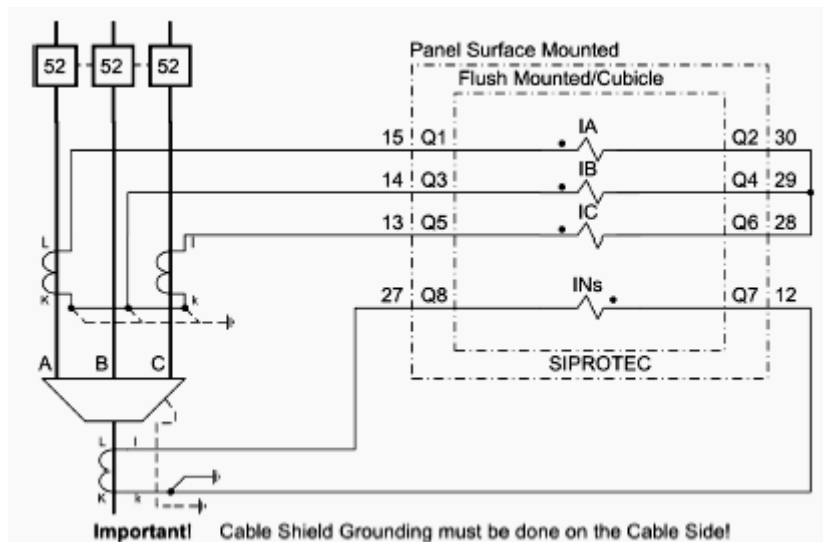 52 52 52
Panel Surface Mounted
Flush Mounted/Cubicle
15 Q1 IA Q2 30
14 Q3 IB Q4 29
13 Q5 IC Q6 28
L l
K k
27 Q8 INs Q7 12
A B C
SIPROTEC
L l
K k
Important! Cable Shield Grounding must be done on the Cable Side!